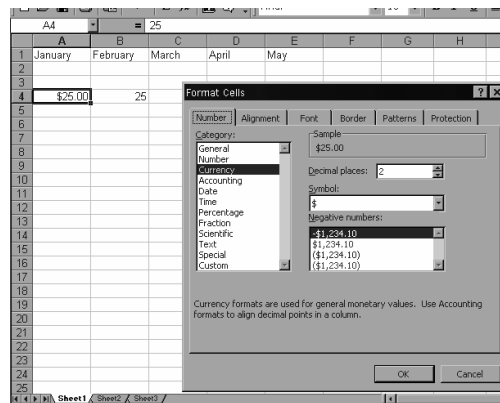 A4 = 25
A B C D E F G H
1 January February March April May
2
3
4 $25.00 25
5
6
7
8
9
10
11
12
13
14
15
16
17
18
19
20
21
22
23
24
25
Format Cells
Number Alignment Font Border Patterns Protection
Category:
General
Number
Currency
Accounting
Date
Time
Percentage
Fraction
Scientific
Text
Special
Custom
Sample
$25.00
Decimal places: 2
Symbol:
$
Negative numbers:
-$1,234.10
$1,234.10
($1,234.10)
($1,234.10)
Currency formats are used for general monetary values. Use Accounting
formats to align decimal points in a column.
OK Cancel
Sheet1 Sheet2 Sheet3